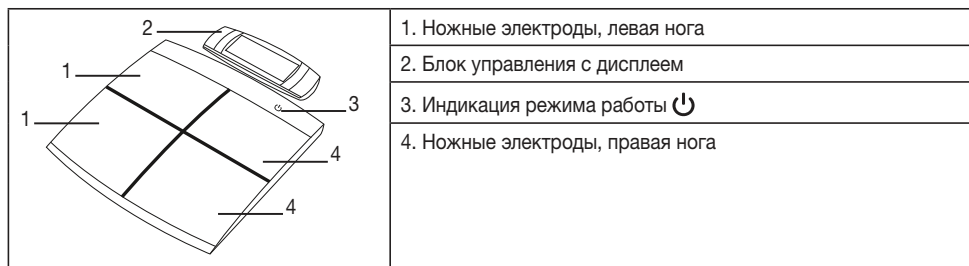 2
1
1
3
4
4
1. Ножные электроды, левая нога
2. Блок управления с дисплеем
3. Индикация режима работы
4. Ножные электроды, правая нога